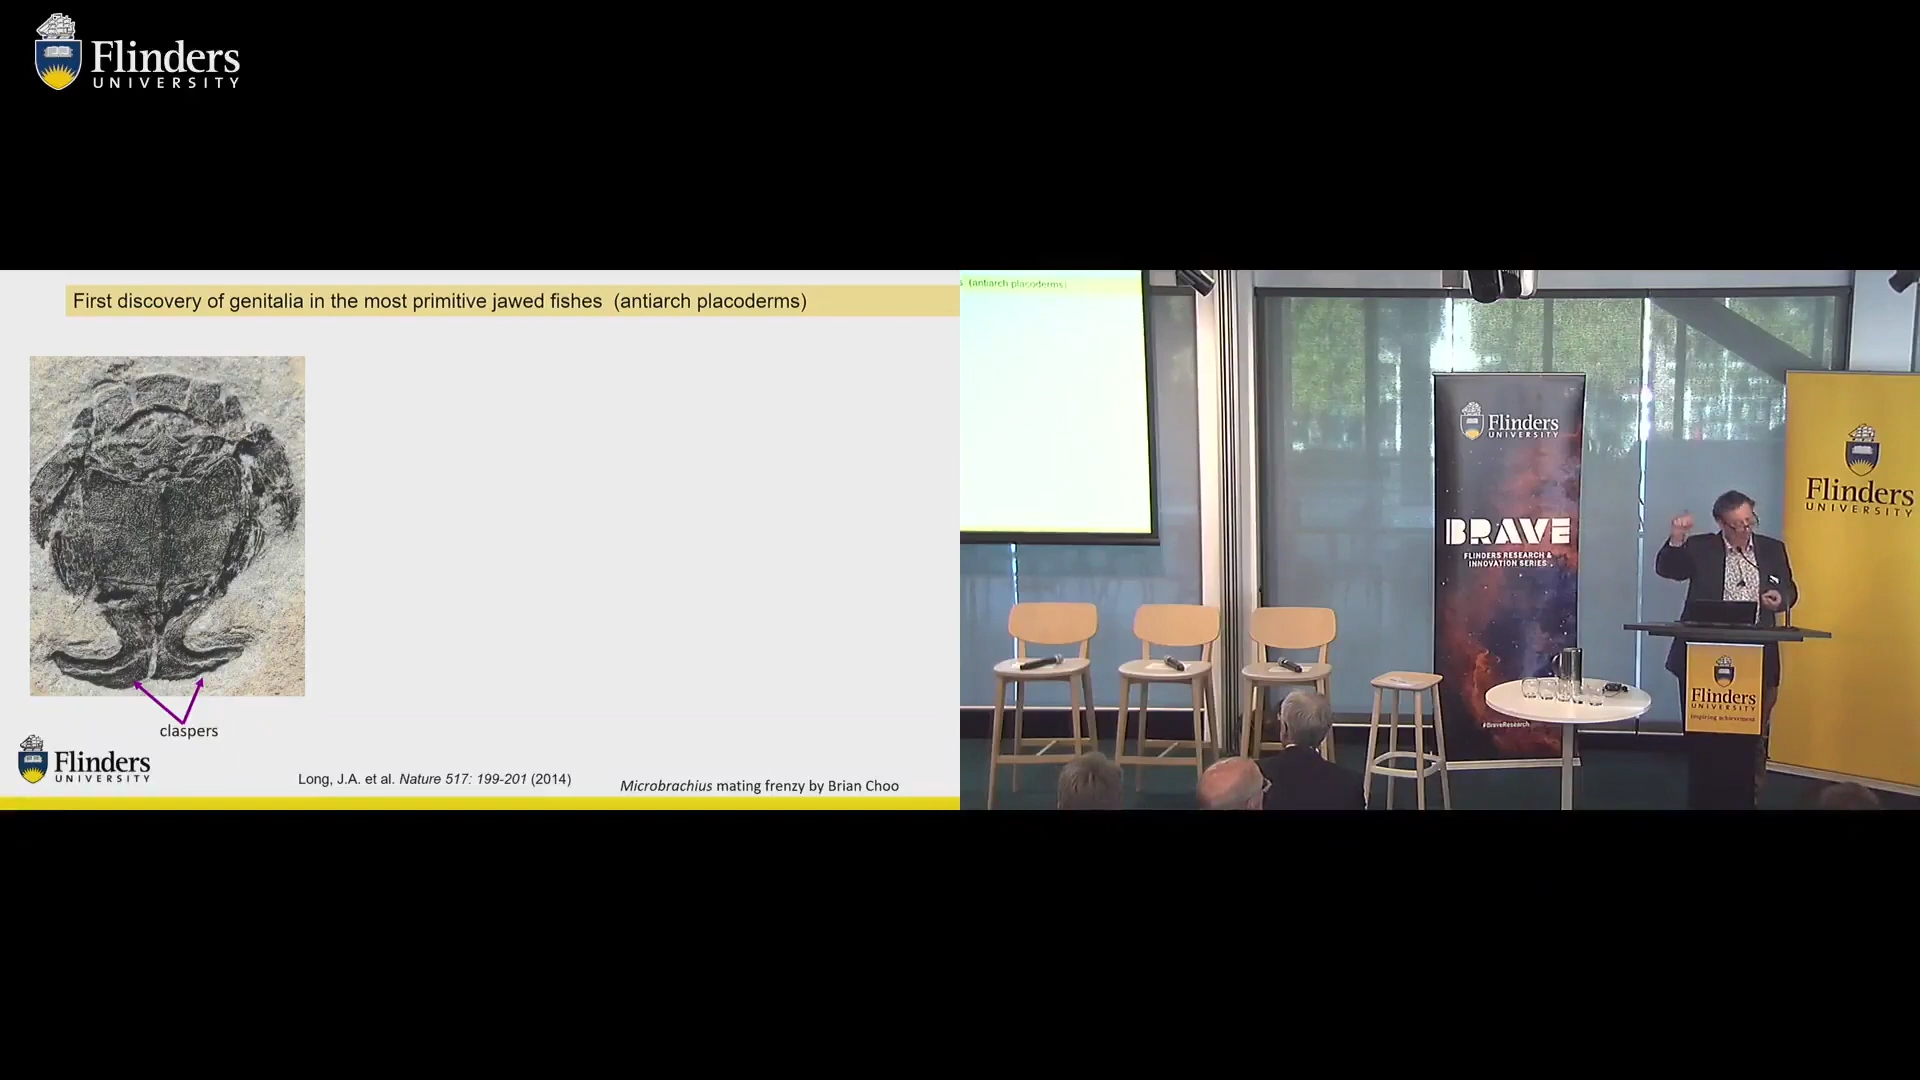 Flinders
UNIVERSITY
First discovery of genitalia in the most primitive jawed fishes (antiarch placoderms)
claspers
Flinders
UNIVERSITY
Long, J.A. et al. Nature 517: 199-201 (2014)
Microbrachius mating frenzy by Brian Choo
(antiarch placoderms)
Flinders
UNIVERSITY
BRAVE
FLINDERS RESEARCH &
INNOVATION SERIES
#BraveResearch
Flinders
UNIVERSITY
inspiring achievement
Flinders
UNIVERSITY